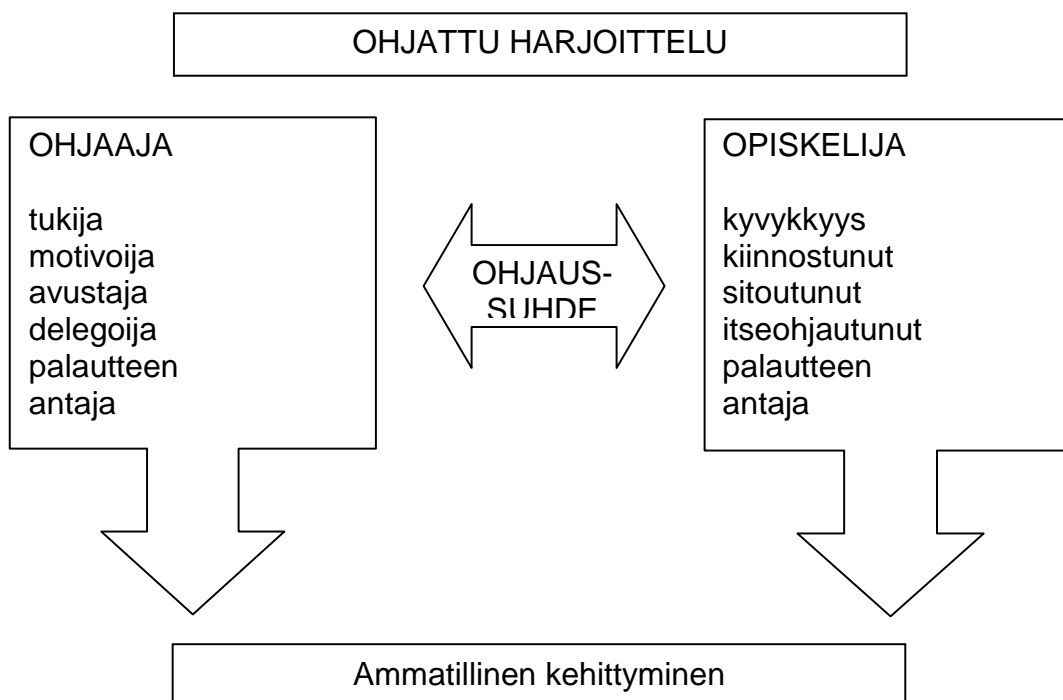 OHJATTU HARJOITTELU
OHJAAJA
tukija
motivoija
avustaja
delegoija
palautteen
antaja
OHJAUS-
SUHDE
OPISKELIJA
kyvykkyys
kiinnostunut
sitoutunut
itseohjautunut
palautteen
antaja
Ammatillinen kehittyminen